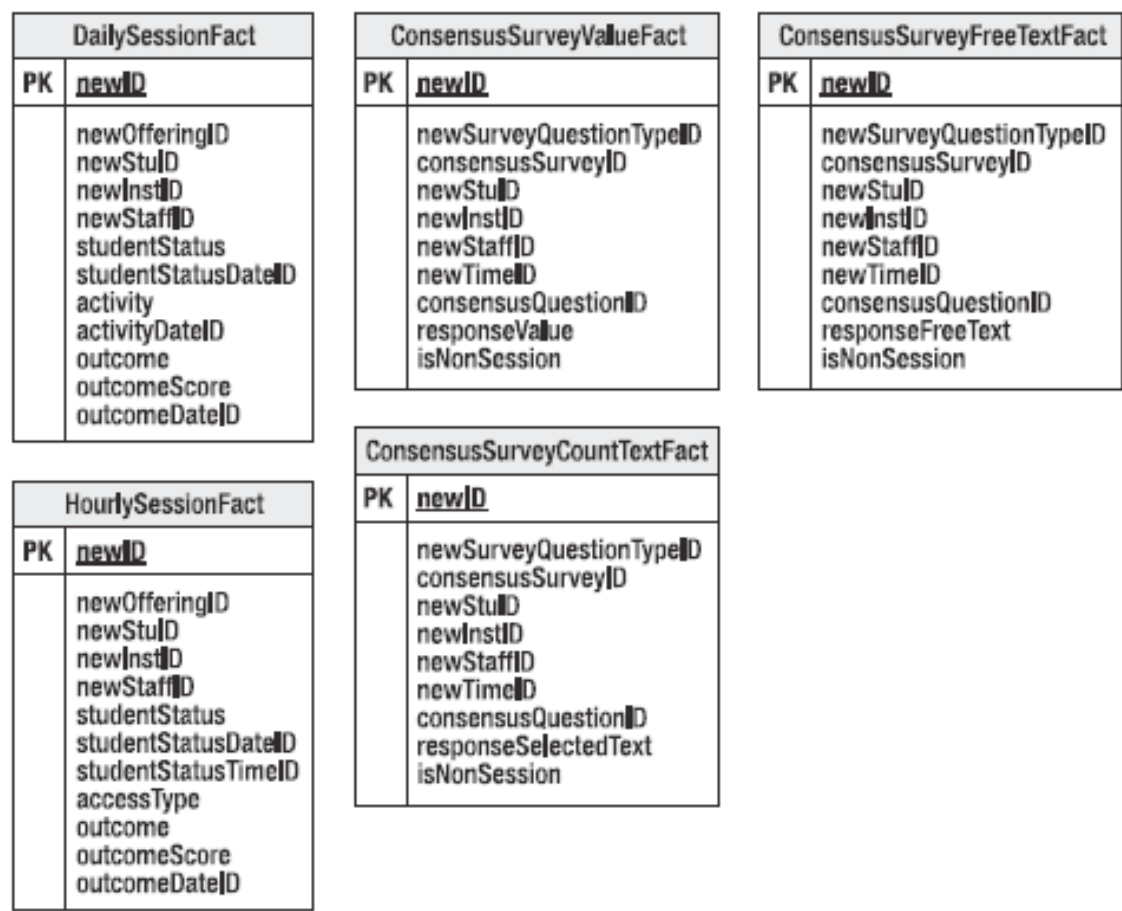 DailySessionFact
PK newID
newOfferingID
newStuID
newInstID
newStaffID
studentStatus
studentStatusDateID
activity
activityDateID
outcome
outcomeScore
outcomeDateID
ConsensusSurveyValueFact
PK newID
newSurveyQuestionTypeID
consensusSurveyID
newStuID
newInstID
newStaffID
newTimeID
consensusQuestionID
responseValue
isNonSession
ConsensusSurveyFreeTextFact
PK newID
newSurveyQuestionTypeID
consensusSurveyID
newStuID
newInstID
newStaffID
newTimeID
consensusQuestionID
responseFreeText
isNonSession
HourlySessionFact
PK newID
newOfferingID
newStuID
newInstID
newStaffID
studentStatus
studentStatusDateID
studentStatusTimeID
accessType
outcome
outcomeScore
outcomeDateID
ConsensusSurveyCountTextFact
PK newID
newSurveyQuestionTypeID
consensusSurveyID
newStuID
newInstID
newStaffID
newTimeID
consensusQuestionID
responseSelectedText
isNonSession